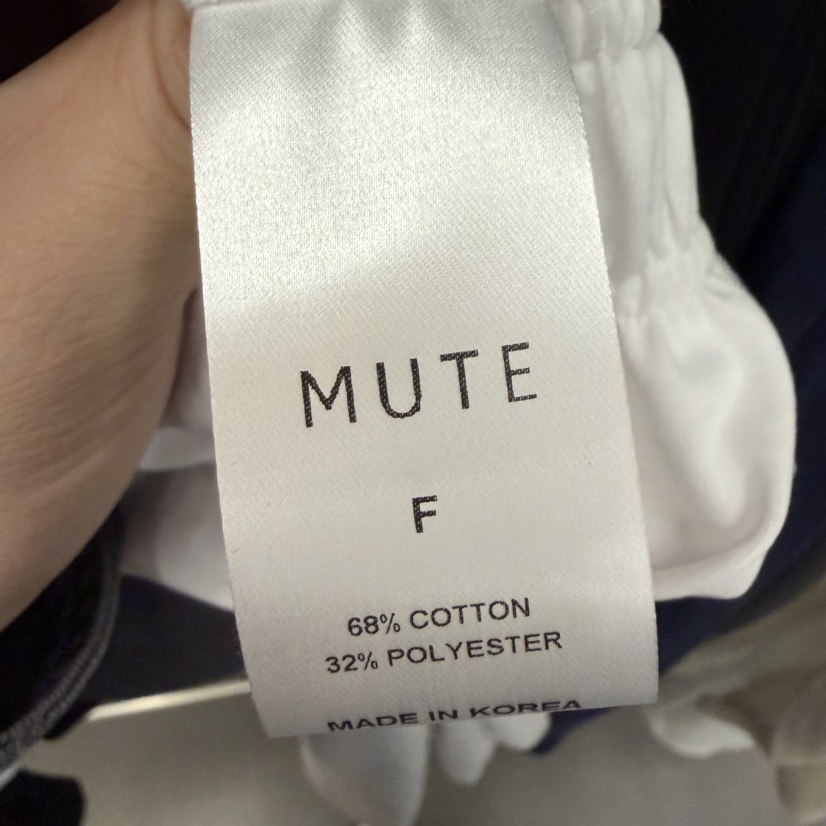 MUTE
F
68% COTTON
32% POLYESTER
MADE IN KOREA